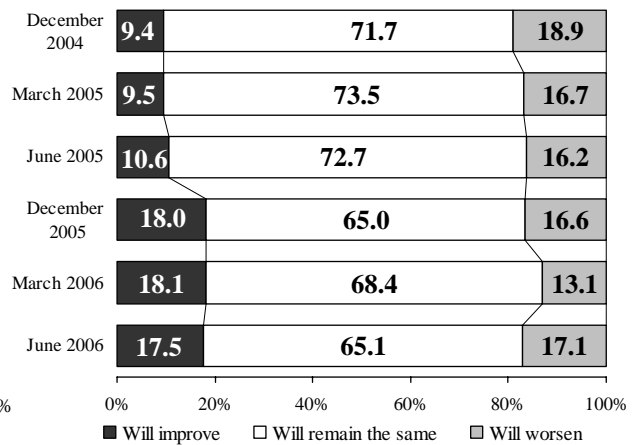 December
2004
9.4 71.7 18.9
March 2005
9.5 73.5 16.7
June 2005
10.6 72.7 16.2
December
2005
18.0 65.0 16.6
March 2006
18.1 68.4 13.1
June 2006
17.5 65.1 17.1
% 0% 20% 40% 60% 80% 100%
Will improve Will remain the same Will worsen